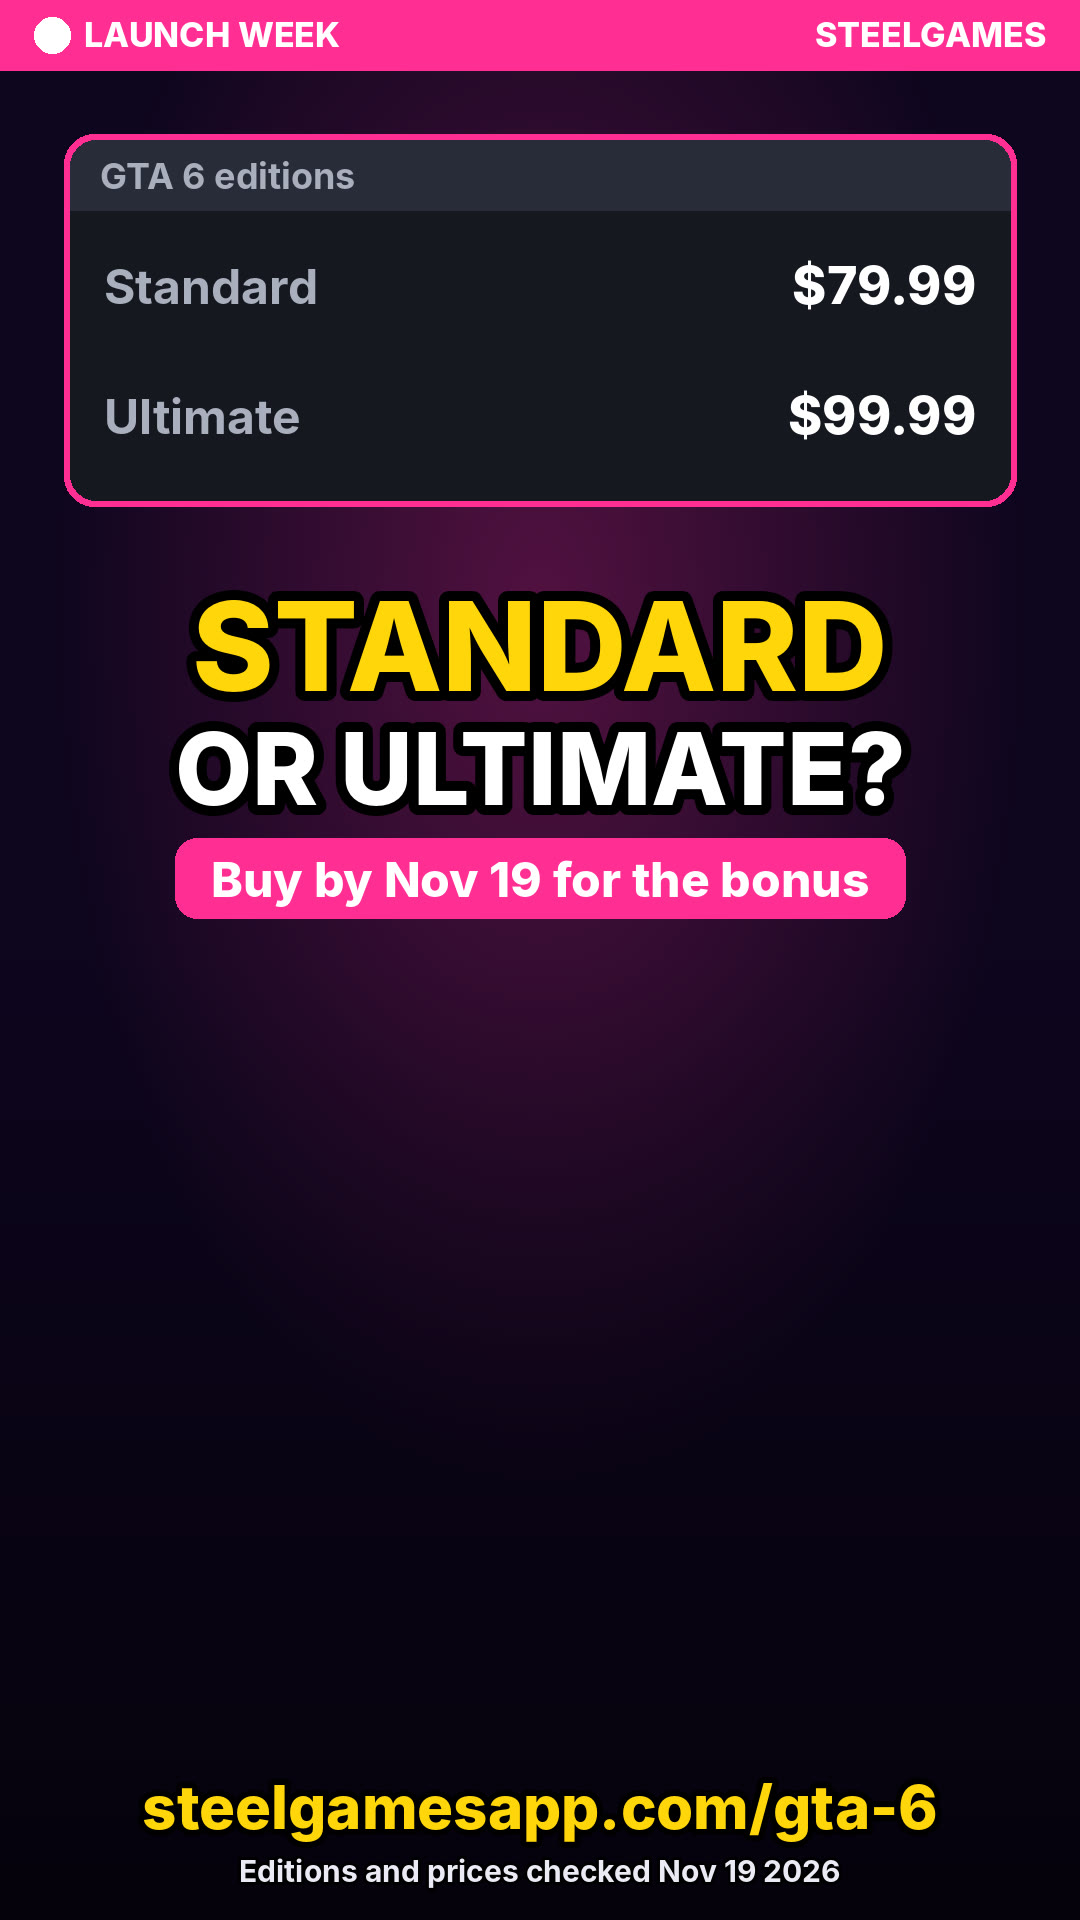 LAUNCH WEEK
STEELGAMES
GTA 6 editions
Standard $79.99
Ultimate $99.99
STANDARD
OR ULTIMATE?
Buy by Nov 19 for the bonus
steelgamesapp.com/gta-6
Editions and prices checked Nov 19 2026